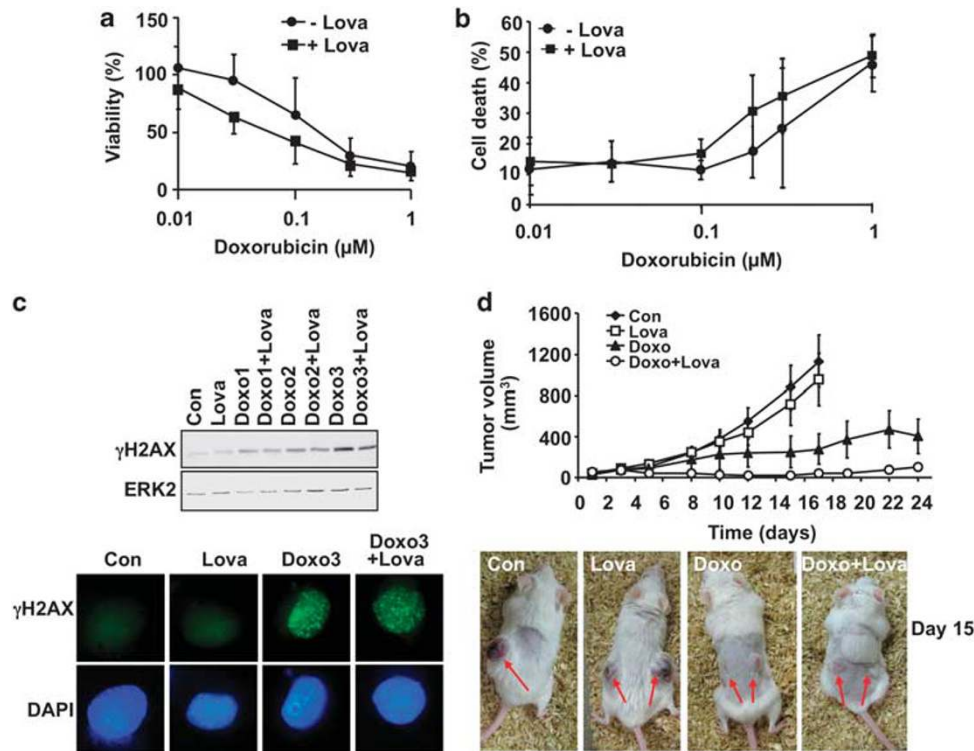 a
150
100
50
0
Viability (%)
- Lova
+ Lova
0.01
0.1
1
Doxorubicin (µM)
b
60
50
40
30
20
10
0
Cell death (%)
- Lova
+ Lova
0.01
0.1
1
Doxorubicin (µM)
c
Con
Lova
Doxo1
Doxo1+Lova
Doxo2
Doxo2+Lova
Doxo3
Doxo3+Lova
γH2AX
ERK2
Con
Lova
Doxo3
Doxo3
+Lova
γH2AX
DAPI
d
1600
1200
800
400
0
Tumor volume
(mm³)
Con
Lova
Doxo
Doxo+Lova
0 2 4 6 8 10 12 14 16 18 20 22 24
Time (days)
Con
Lova
Doxo
Doxo+Lova
Day 15